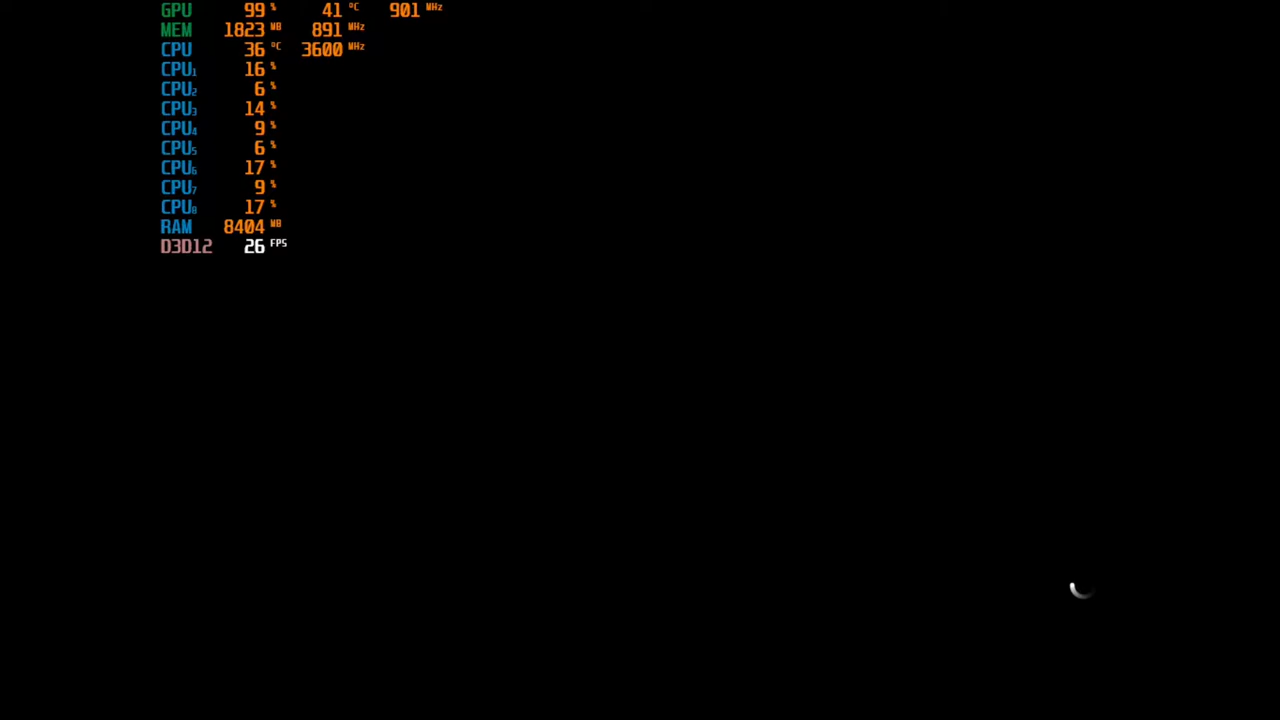 GPU 99 % 41 °C 901 MHz
MEM 1823 MB 891 MHz
CPU 36 °C 3600 MHz
CPU1 16 %
CPU2 6 %
CPU3 14 %
CPU4 9 %
CPU5 6 %
CPU6 17 %
CPU7 9 %
CPU8 17 %
RAM 8404 MB
D3D12 26 FPS